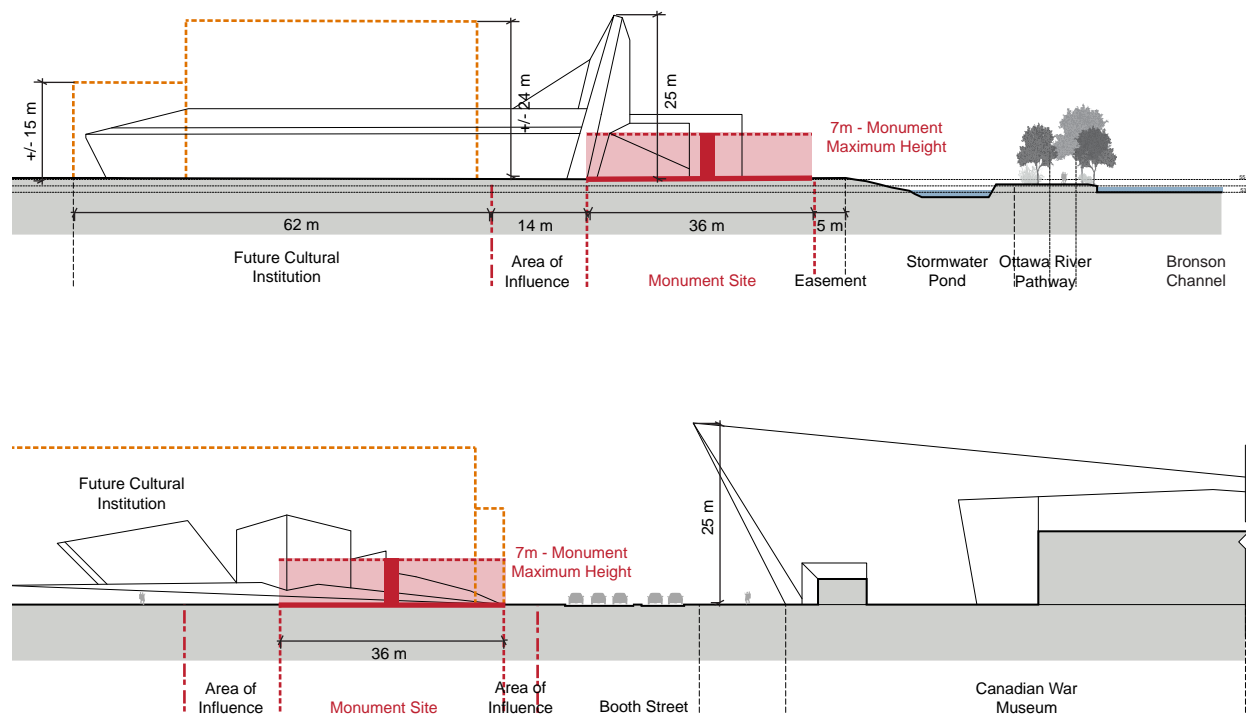 +/- 15 m
+/- 24 m
25 m
7m - Monument
Maximum Height
62 m
14 m
36 m
5 m
Future Cultural
Institution
Area of
Influence
Monument Site
Easement
Stormwater
Pond
Ottawa River
Pathway
Bronson
Channel
Future Cultural
Institution
7m - Monument
Maximum Height
25 m
36 m
Area of
Influence
Monument Site
Area of
Influence
Booth Street
Canadian War
Museum